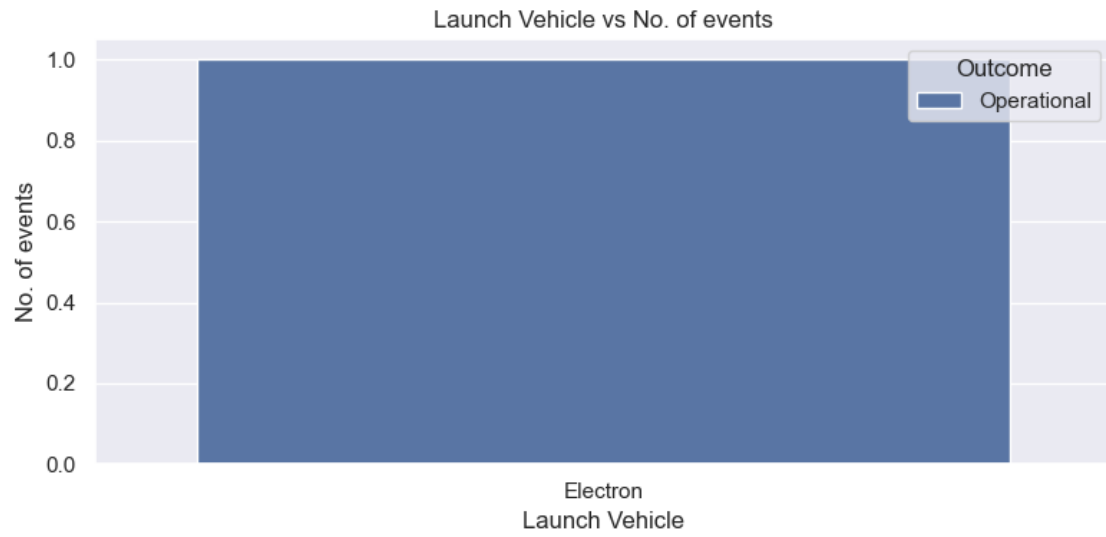 Launch Vehicle vs No. of events
No. of events
1.0
0.8
0.6
0.4
0.2
0.0
Outcome
Operational
Electron
Launch Vehicle